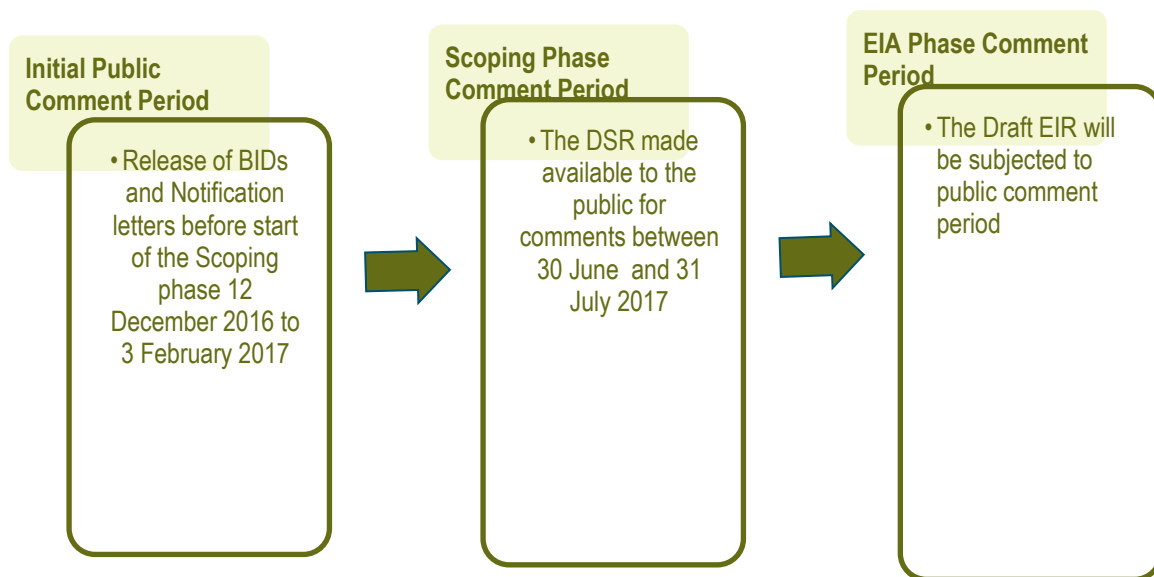 Initial Public
Comment Period
• Release of BIDs
and Notification
letters before start
of the Scoping
phase 12
December 2016 to
3 February 2017
Scoping Phase
Comment Period
• The DSR made
available to the
public for
comments between
30 June and 31
July 2017
EIA Phase Comment
Period
• The Draft EIR will
be subjected to
public comment
period